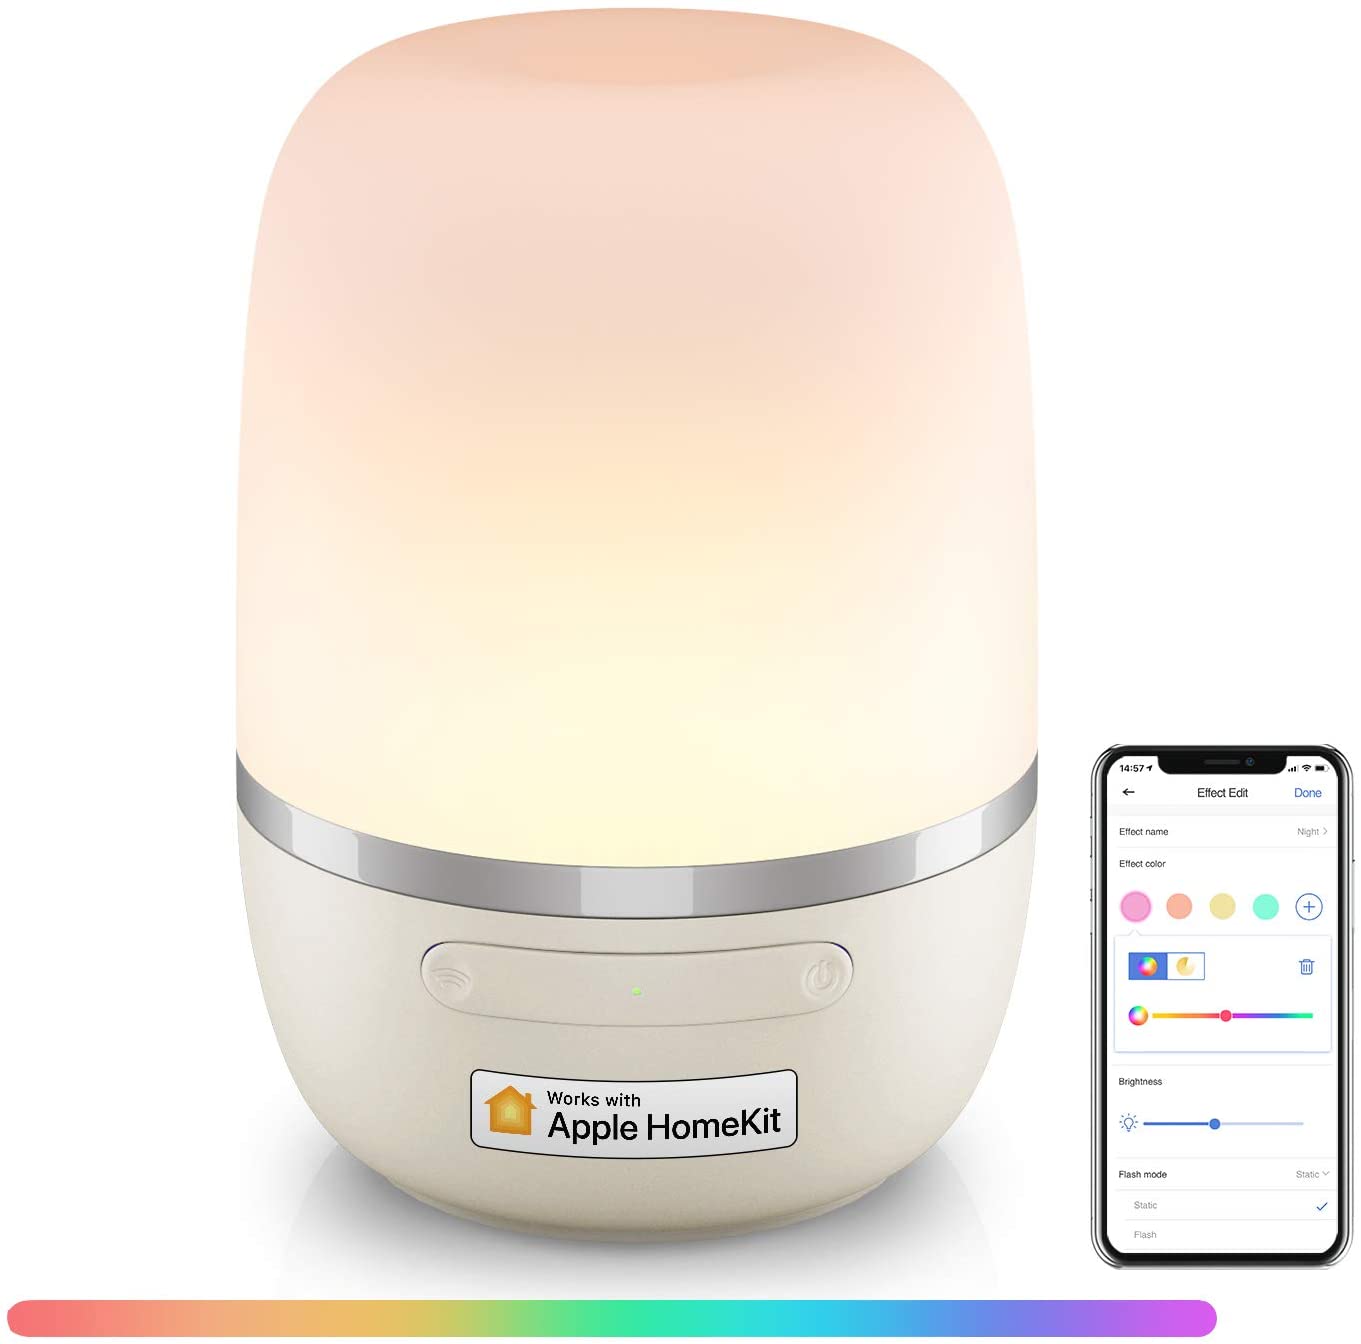 Works with
Apple HomeKit
14:57
Effect Edit Done
Effect name Night
Effect color
Brightness
Flash mode Static
Static
Flash